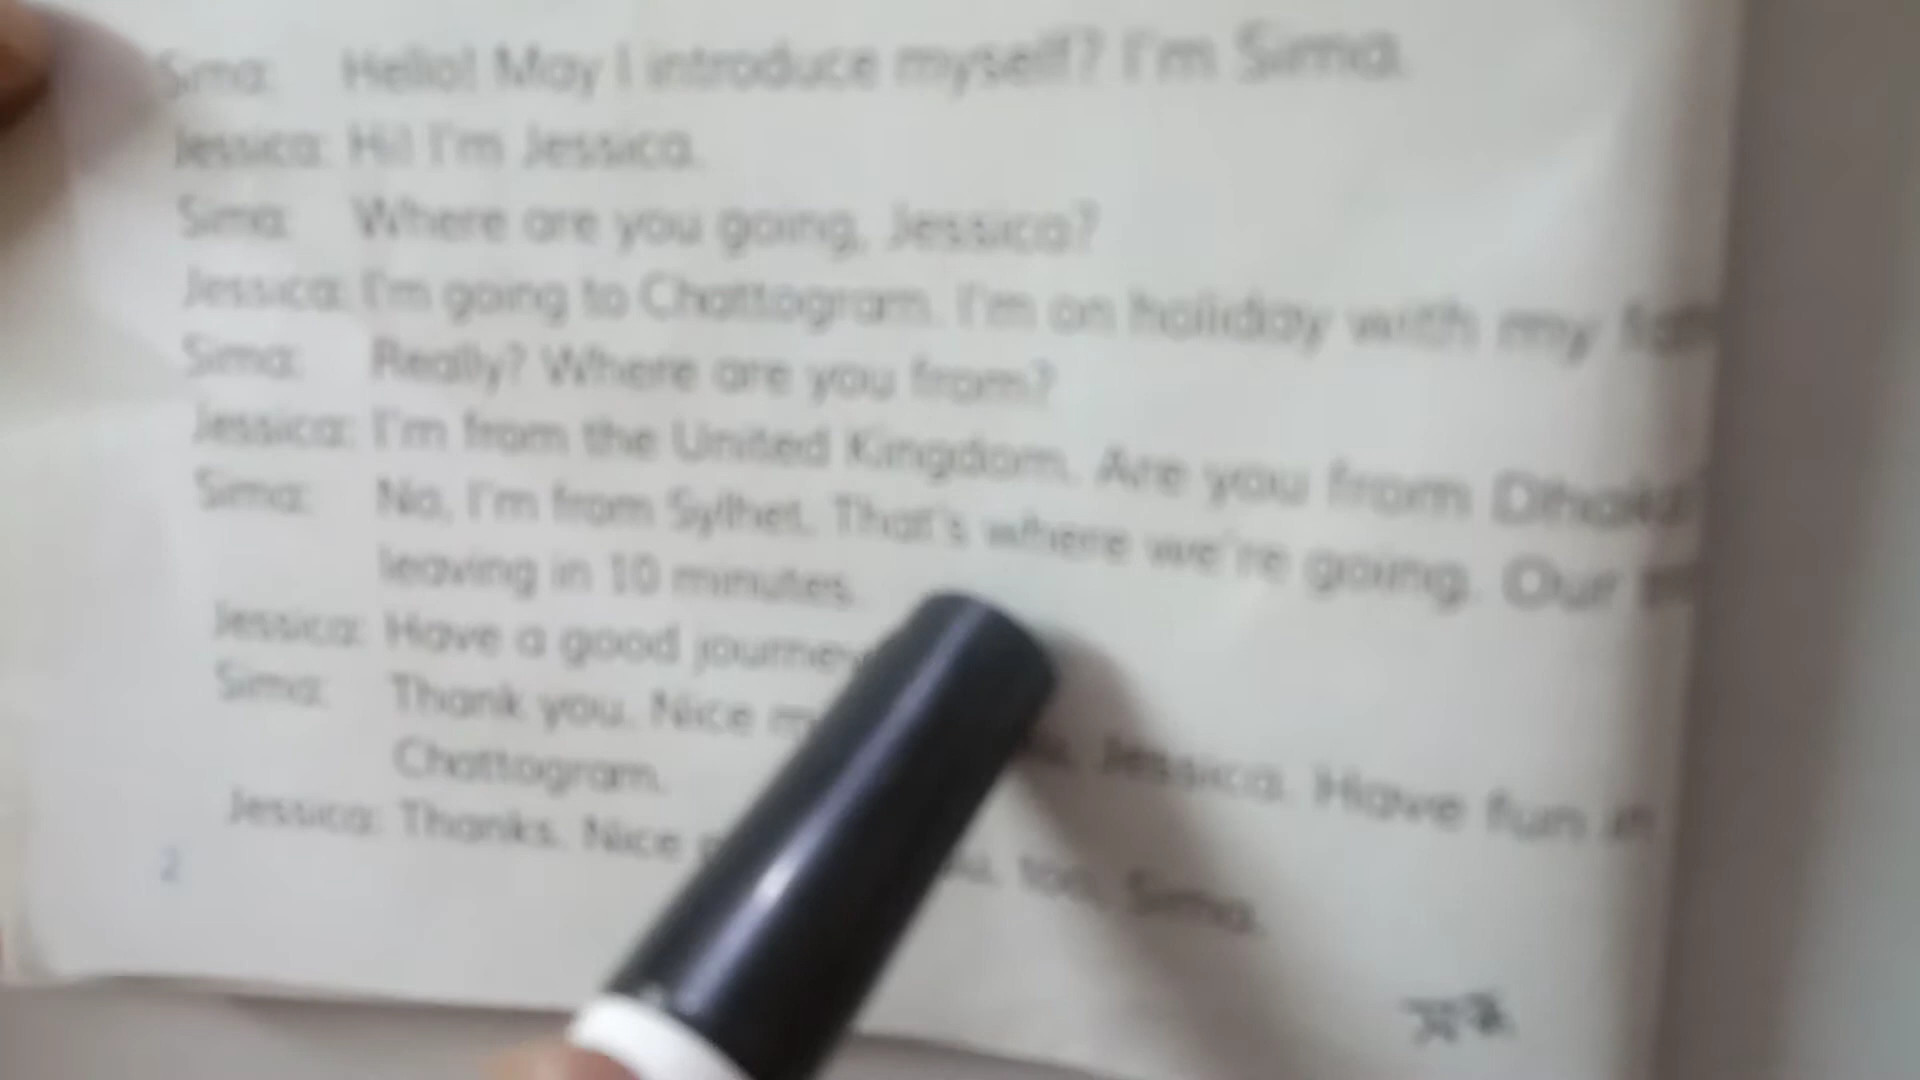 Sima: Hello! May I introduce myself? I'm Sima.
Jessica: Hi! I'm Jessica.
Sima: Where are you going, Jessica?
Jessica: I'm going to Chattogram. I'm on holiday with my
Sima: Really? Where are you from?
Jessica: I'm from the United Kingdom. Are you from Dhaka
Sima: No, I'm from Sylhet. That's where we're going. Our
leaving in 10 minutes.
Jessica: Have a good journey
Sima: Thank you. Nice Jessica. Have fun in
Chattogram.
Jessica: Thanks. Nice too, Sima.
2